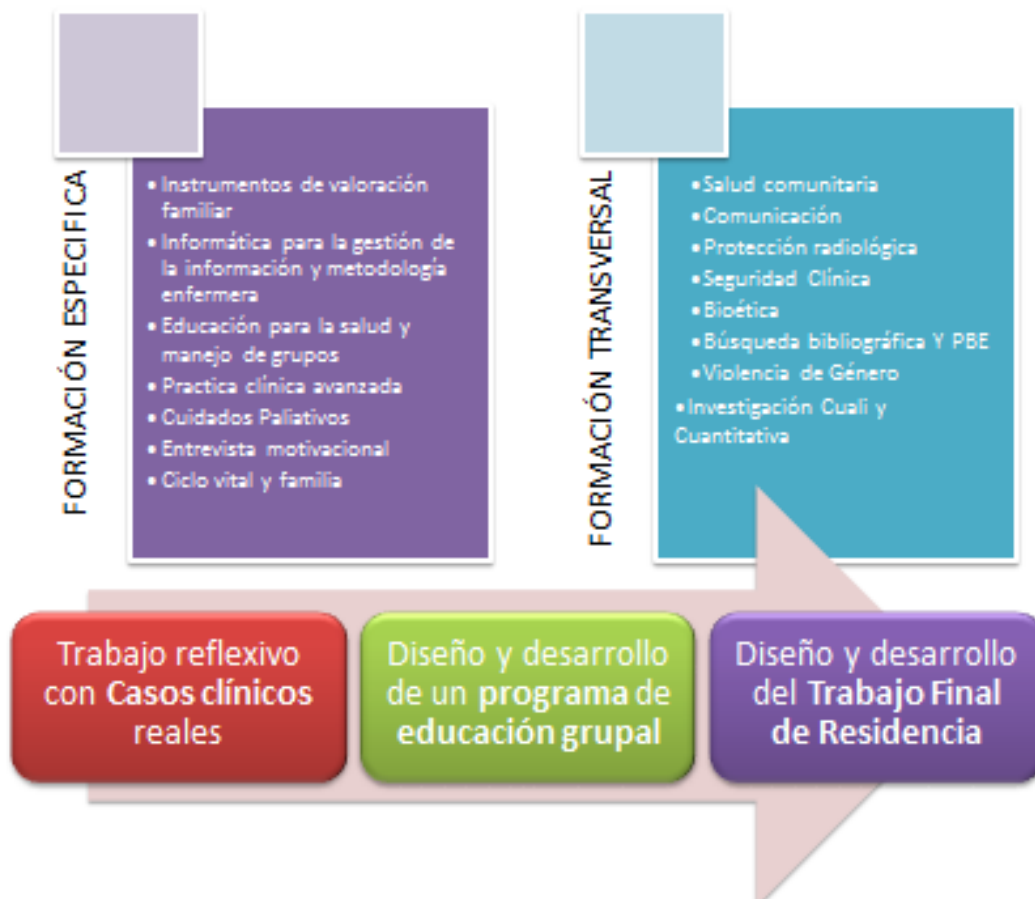 FORMACIÓN ESPECIFICA
• Instrumentos de valoración
familiar
• Informática para la gestión de
la información y metodología
enfermera
• Educación para la salud y
manejo de grupos
• Practica clínica avanzada
• Cuidados Paliativos
• Entrevista motivacional
• Ciclo vital y familia
FORMACIÓN TRANSVERSAL
•Salud comunitaria
•Comunicación
•Protección radiológica
•Seguridad Clínica
•Bioética
•Búsqueda bibliográfica Y PBE
•Violencia de Género
•Investigación Cuali y
Cuantitativa
Trabajo reflexivo
con Casos clínicos
reales
Diseño y desarrollo
de un programa de
educación grupal
Diseño y desarrollo
del Trabajo Final
de Residencia